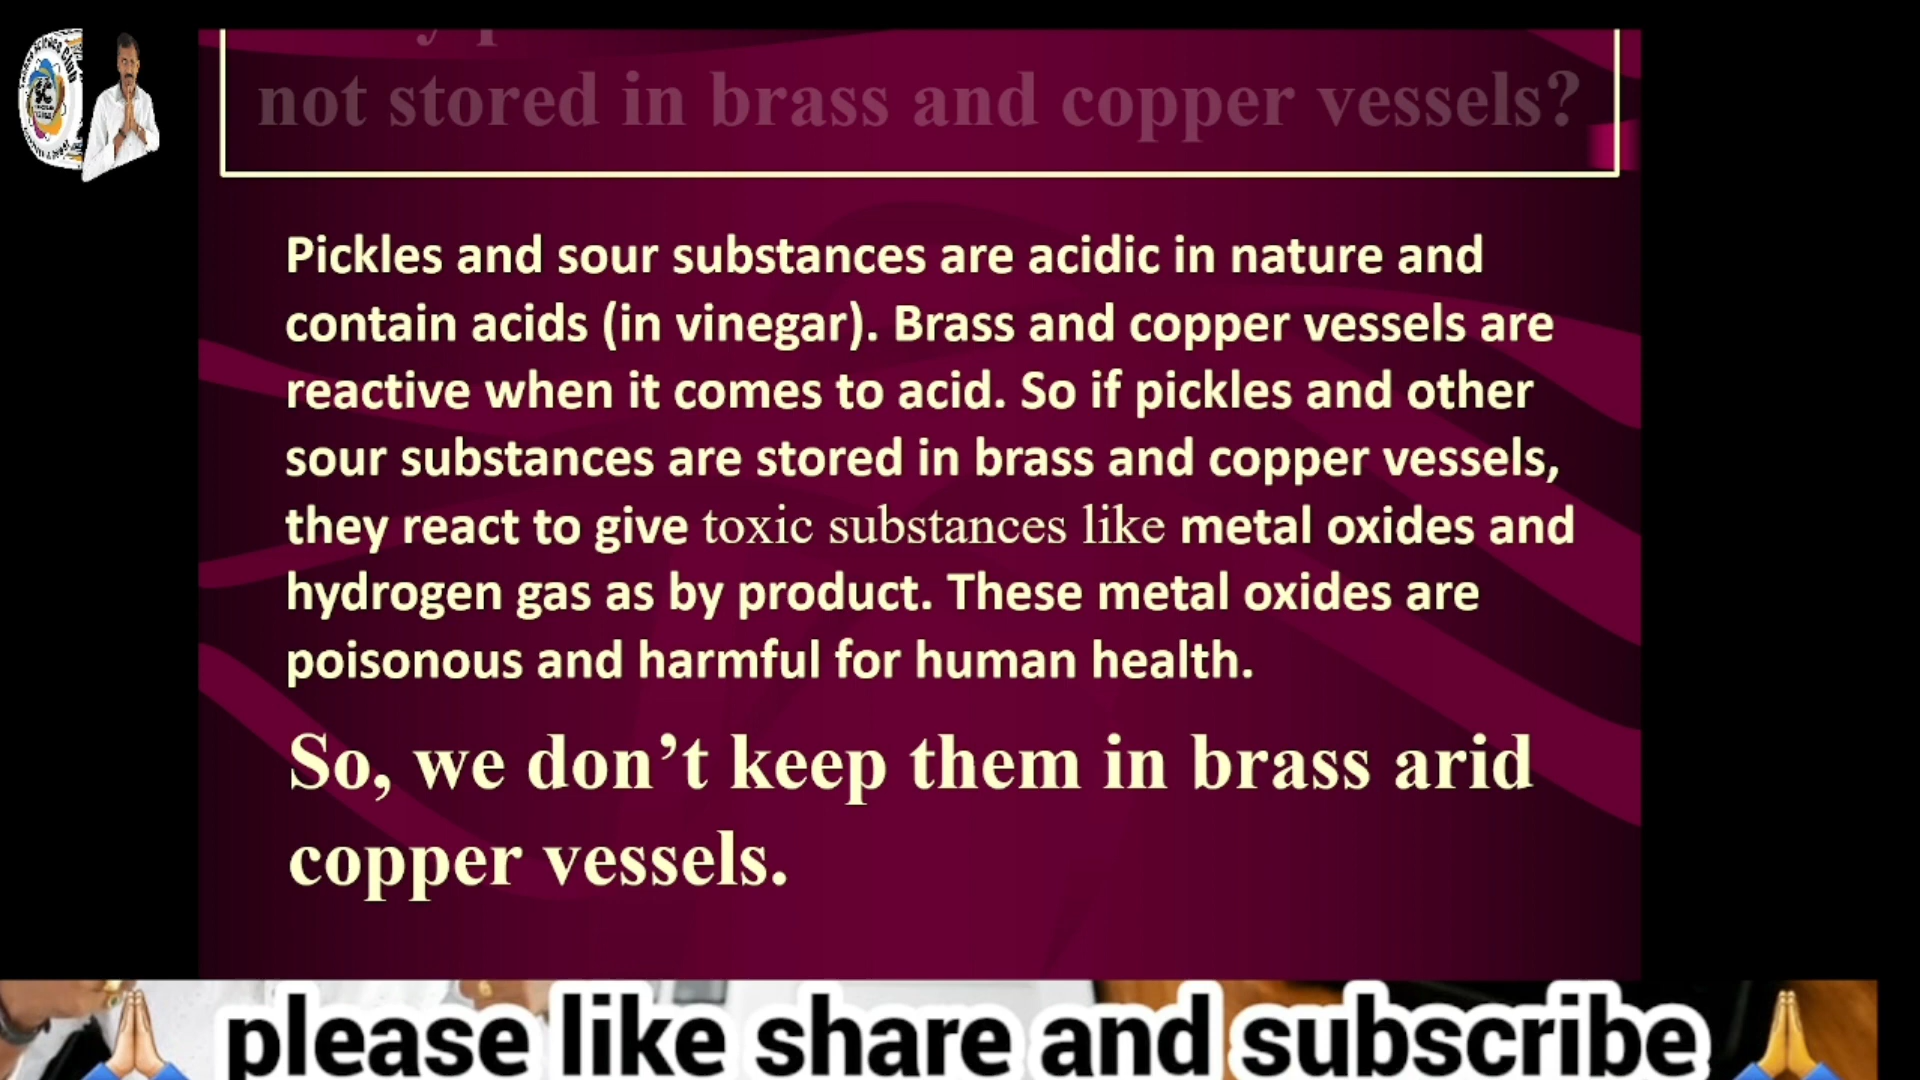 not stored in brass and copper vessels?
Pickles and sour substances are acidic in nature and
contain acids (in vinegar). Brass and copper vessels are
reactive when it comes to acid. So if pickles and other
sour substances are stored in brass and copper vessels,
they react to give toxic substances like metal oxides and
hydrogen gas as by product. These metal oxides are
poisonous and harmful for human health.
So, we don’t keep them in brass arid
copper vessels.
please like share and subscribe